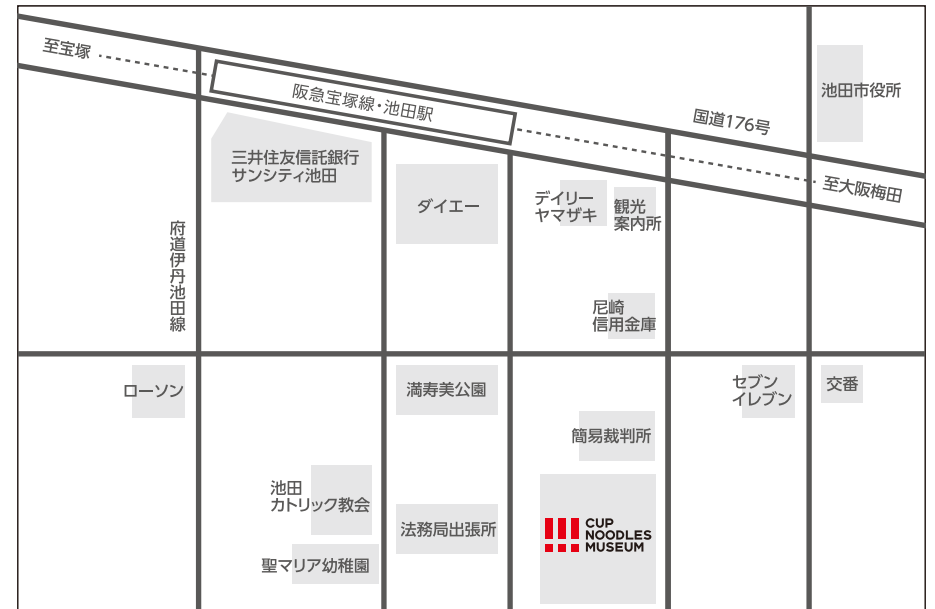 至宝塚
阪急宝塚線・池田駅
国道176号
池田市役所
至大阪梅田
三井住友信託銀行
サンシティ池田
ダイエー
デイリー
ヤマザキ
観光
案内所
府道伊丹池田線
尼崎
信用金庫
ローソン
満寿美公園
セブン
イレブン
交番
簡易裁判所
池田
カトリック教会
法務局出張所
CUP
NOODLES
MUSEUM
聖マリア幼稚園